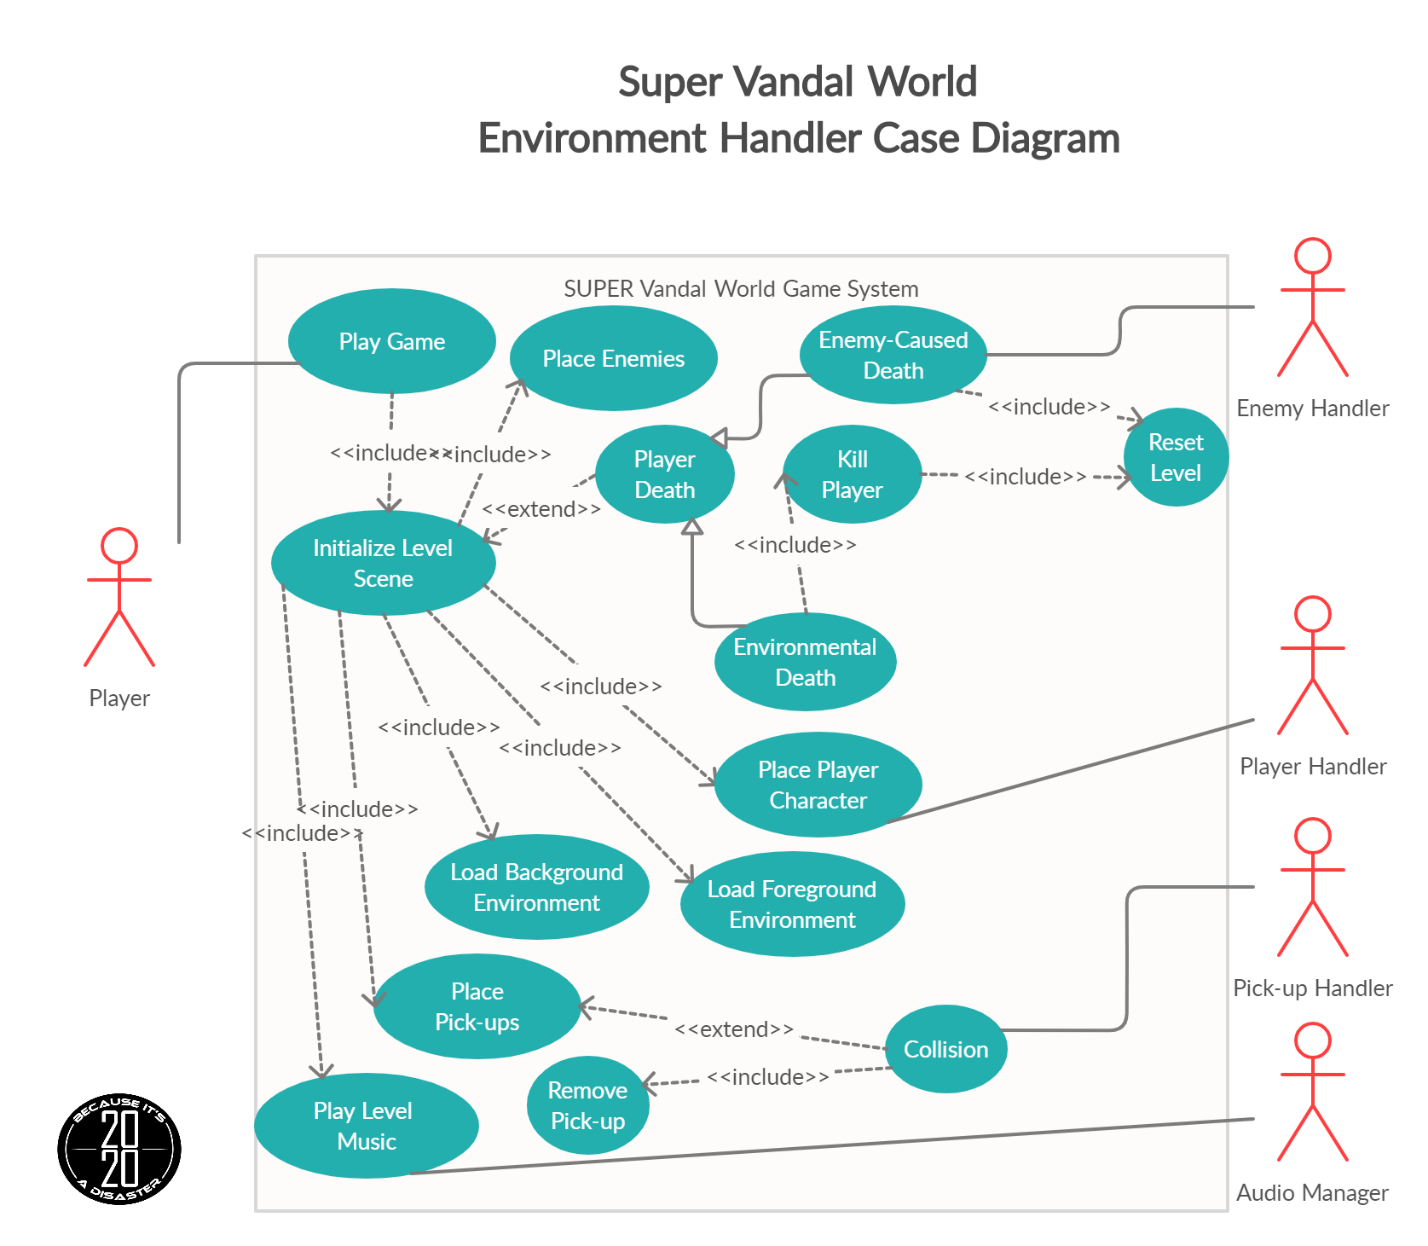 Super Vandal World
Environment Handler Case Diagram
SUPER Vandal World Game System
Play Game
Place Enemies
Enemy-Caused
Death
Enemy Handler
<<include>>
<<include>>
<<include>>
Reset
Level
Player
Death
Kill
Player
<<include>>
<<extend>>
<<include>>
Initialize Level
Scene
Player
Environmental
Death
<<include>>
<<include>>
<<include>>
Place Player
Character
Player Handler
<<include>>
<<include>>
Load Background
Environment
Load Foreground
Environment
Place
Pick-ups
<<extend>>
Collision
Pick-up Handler
<<include>>
Remove
Pick-up
Play Level
Music
Audio Manager
BECAUSE IT'S
20
20
A DISASTER